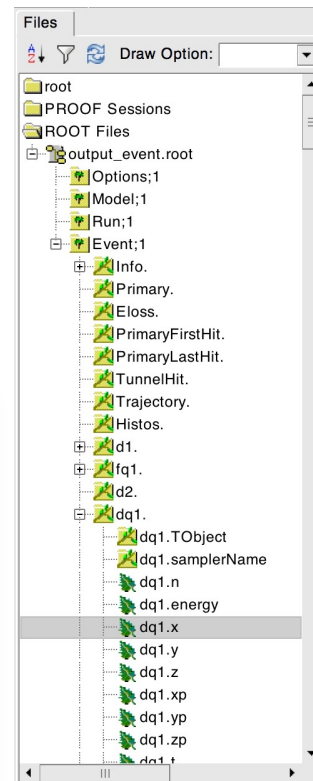 Files
Draw Option:
root
PROOF Sessions
ROOT Files
output_event.root
Options;1
Model;1
Run;1
Event;1
Info.
Primary.
Eloss.
PrimaryFirstHit.
PrimaryLastHit.
TunnelHit.
Trajectory.
Histos.
d1.
fq1.
d2.
dq1.
dq1.TObject
dq1.samplerName
dq1.n
dq1.energy
dq1.x
dq1.y
dq1.z
dq1.xp
dq1.yp
dq1.zp
dq1.t